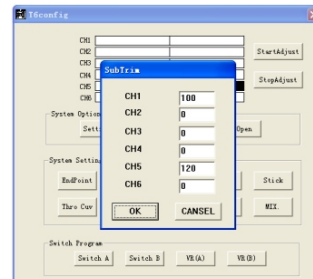 T6config
CH1
CH2
CH3
CH4
CH5
CH6
StartAdjust
StopAdjust
System Option
Open
SubTrim
CH1 100
CH2 0
CH3 0
CH4 0
CH5 120
CH6 0
OK CANSEL
EndPoint
Stick
Thro Cuv
MIX.
Switch Program
Switch A Switch B VR(A) VR(B)